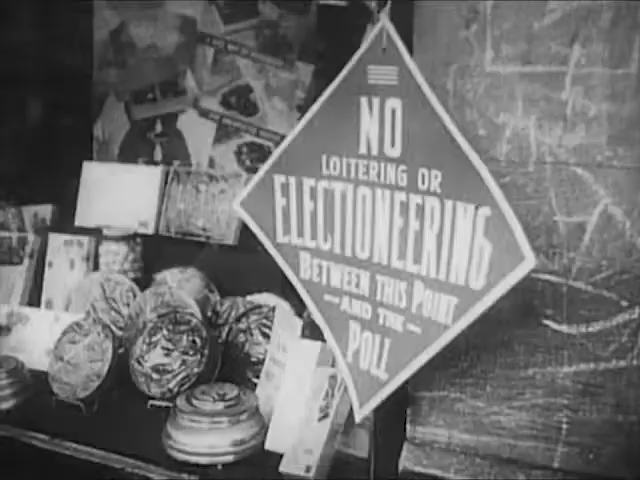 NO
LOITERING OR
ELECTIONEERING
BETWEEN THIS POINT
— AND THE —
POLL